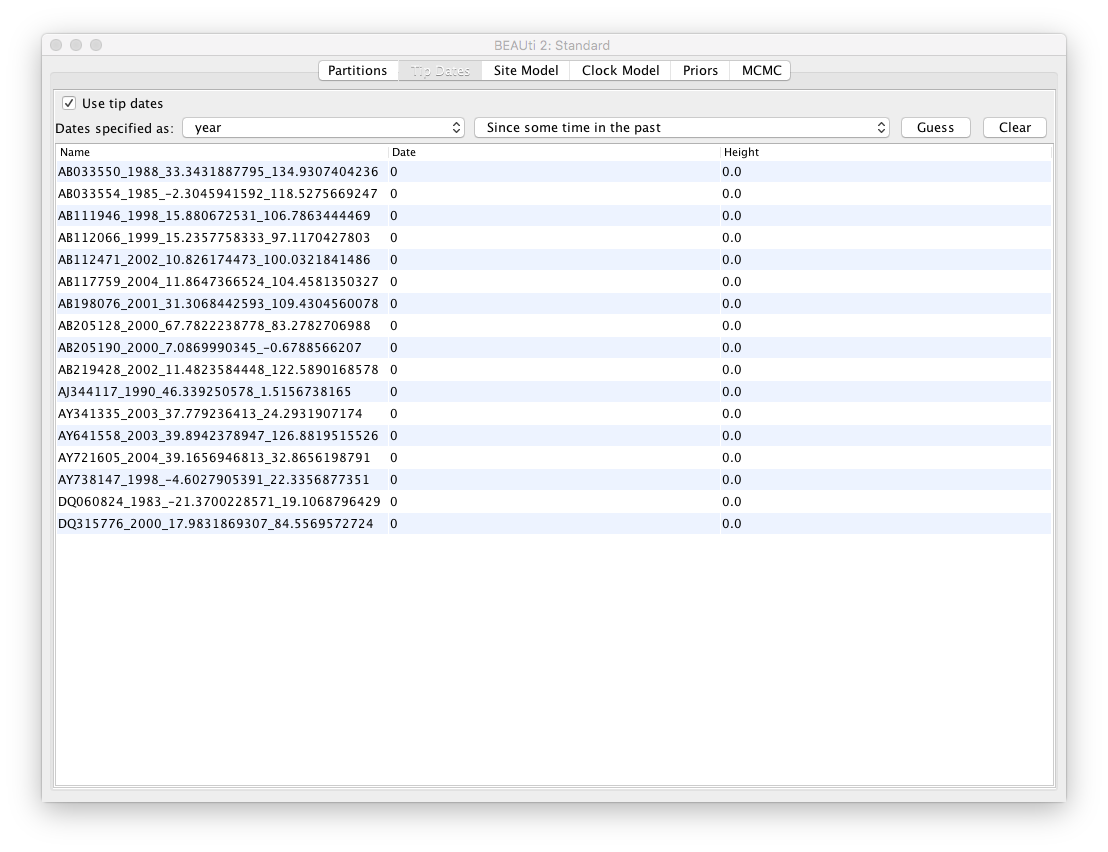 BEAUti 2: Standard
Partitions Tip Dates Site Model Clock Model Priors MCMC
Use tip dates
Dates specified as: year Since some time in the past Guess Clear
Name Date Height
AB033550_1988_33.3431887795_134.9307404236 0 0.0
AB033554_1985_-2.3045941592_118.5275669247 0 0.0
AB111946_1998_15.880672531_106.7863444469 0 0.0
AB112066_1999_15.2357758333_97.1170427803 0 0.0
AB112471_2002_10.826174473_100.0321841486 0 0.0
AB117759_2004_11.8647366524_104.4581350327 0 0.0
AB198076_2001_31.3068442593_109.4304560078 0 0.0
AB205128_2000_67.7822238778_83.2782706988 0 0.0
AB205190_2000_7.0869990345_-0.6788566207 0 0.0
AB219428_2002_11.4823584448_122.5890168578 0 0.0
AJ344117_1990_46.339250578_1.5156738165 0 0.0
AY341335_2003_37.779236413_24.2931907174 0 0.0
AY641558_2003_39.8942378947_126.8819515526 0 0.0
AY721605_2004_39.1656946813_32.8656198791 0 0.0
AY738147_1998_-4.6027905391_22.3356877351 0 0.0
DQ060824_1983_-21.3700228571_19.1068796429 0 0.0
DQ315776_2000_17.9831869307_84.5569572724 0 0.0